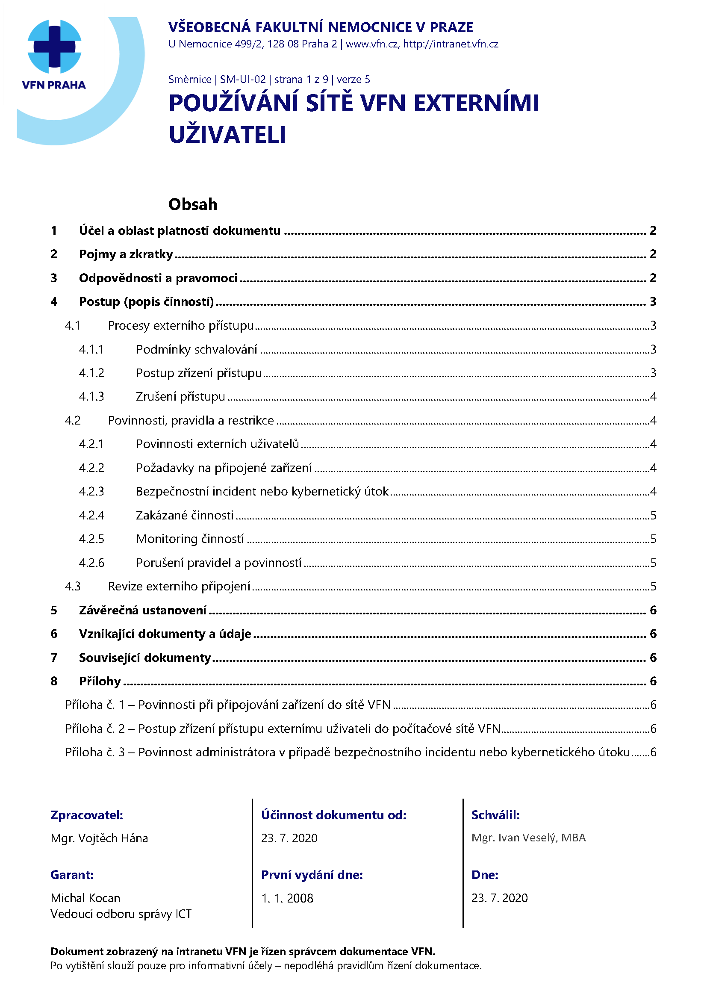 VFN PRAHA
VŠEOBECNÁ FAKULTNÍ NEMOCNICE V PRAZE
U Nemocnice 499/2, 128 08 Praha 2 | www.vfn.cz, http://intranet.vfn.cz
Směrnice | SM-UI-02 | strana 1 z 9 | verze 5
POUŽÍVÁNÍ SÍTĚ VFN EXTERNÍMI
UŽIVATELI
Obsah
1 Účel a oblast platnosti dokumentu 2
2 Pojmy a zkratky 2
3 Odpovědnosti a pravomoci 2
4 Postup (popis činností) 3
4.1 Procesy externího přístupu 3
4.1.1 Podmínky schvalování 3
4.1.2 Postup zřízení přístupu 3
4.1.3 Zrušení přístupu 4
4.2 Povinnosti, pravidla a restrikce 4
4.2.1 Povinnosti externích uživatelů 4
4.2.2 Požadavky na připojené zařízení 4
4.2.3 Bezpečnostní incident nebo kybernetický útok 4
4.2.4 Zakázané činnosti 5
4.2.5 Monitoring činností 5
4.2.6 Porušení pravidel a povinností 5
4.3 Revize externího připojení 5
5 Závěrečná ustanovení 6
6 Vznikající dokumenty a údaje 6
7 Související dokumenty 6
8 Přílohy 6
Příloha č. 1 – Povinnosti při připojování zařízení do sítě VFN 6
Příloha č. 2 – Postup zřízení přístupu externímu uživateli do počítačové sítě VFN 6
Příloha č. 3 – Povinnost administrátora v případě bezpečnostního incidentu nebo kybernetického útoku 6
Zpracovatel:
Mgr. Vojtěch Hána
Garant:
Michal Kocan
Vedoucí odboru správy ICT
Účinnost dokumentu od:
23. 7. 2020
První vydání dne:
1. 1. 2008
Schválil:
Mgr. Ivan Veselý, MBA
Dne:
23. 7. 2020
Dokument zobrazený na intranetu VFN je řízen správcem dokumentace VFN.
Po vytištění slouží pouze pro informativní účely – nepodléhá pravidlům řízení dokumentace.